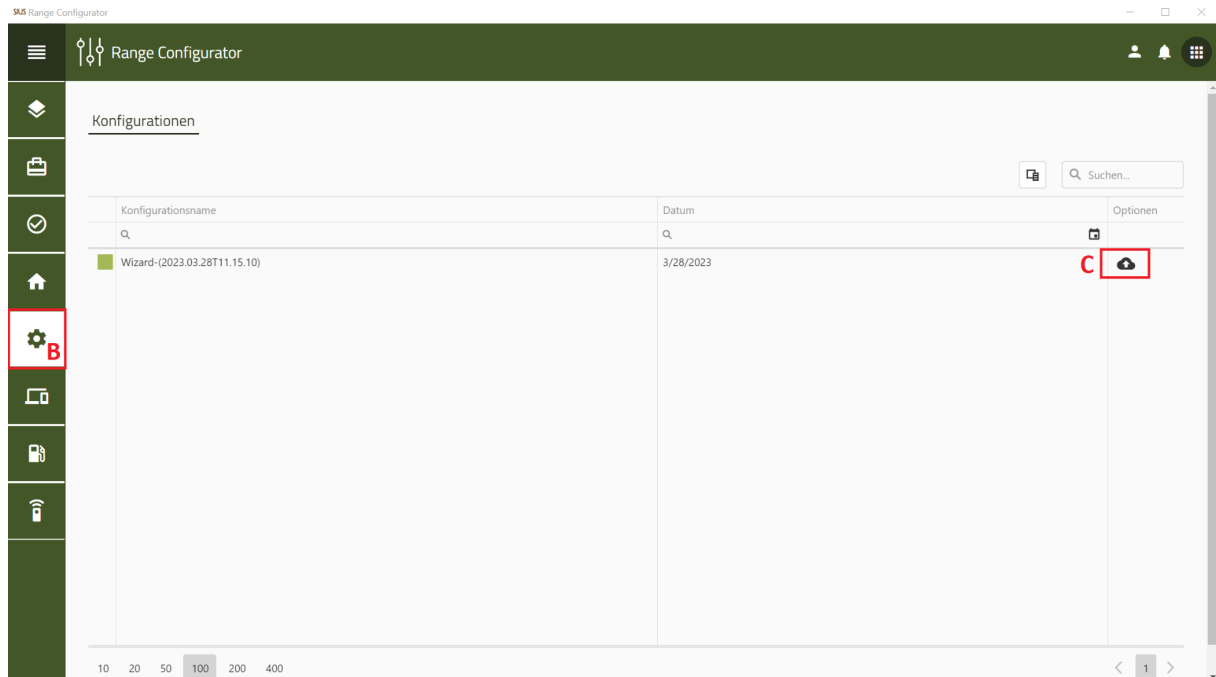 SIUS Range Configurator
Range Configurator
Konfigurationen
Suchen...
Konfigurationsname Datum Optionen
Wizard-(2023.03.28T11.15.10) 3/28/2023 C
B
10 20 50 100 200 400 1